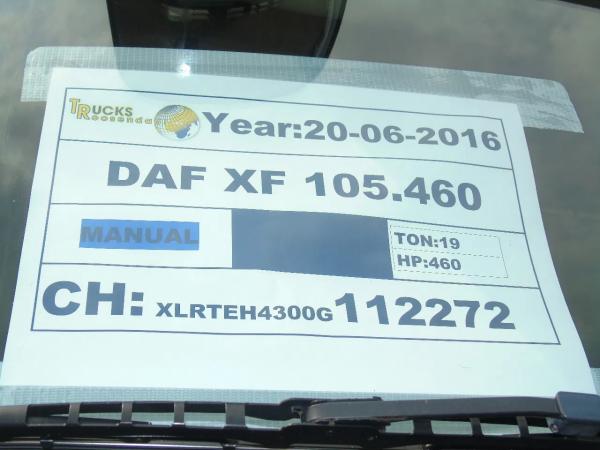 TRUCKS
Roosendaal
Year:20-06-2016
DAF XF 105.460
MANUAL
TON:19
HP:460
CH: XLRTEH4300G112272